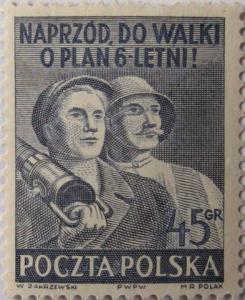 NAPRZÓD, DO WALKI
O PLAN 6-LETNI!
45 GR
POCZTA POLSKA
W. ZAKRZEWSKI PWPW M.R. POLAK